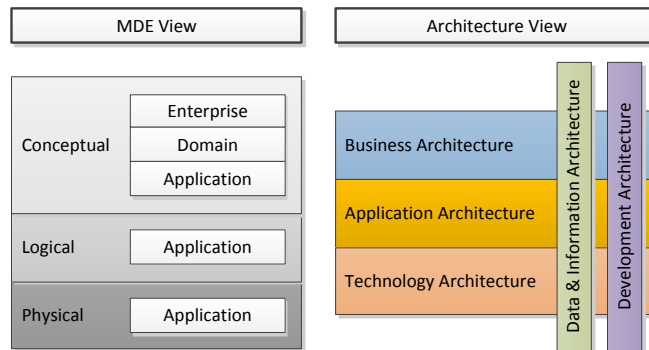 MDE View
Conceptual
Enterprise
Domain
Application
Logical
Application
Physical
Application
Architecture View
Business Architecture
Application Architecture
Technology Architecture
Data & Information Architecture
Development Architecture